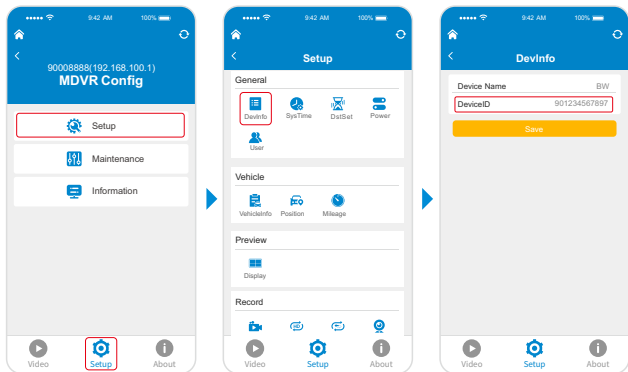 9:42 AM 100%
90008888(192.168.100.1)
MDVR Config
Setup
Maintenance
Information
Video Setup About
9:42 AM 100%
Setup
General
DevInfo SysTime DstSet Power
User
Vehicle
VehicleInfo Position Mileage
Preview
Display
Record
Video Setup About
9:42 AM 100%
DevInfo
Device Name BW
DeviceID 901234567897
Save
Video Setup About